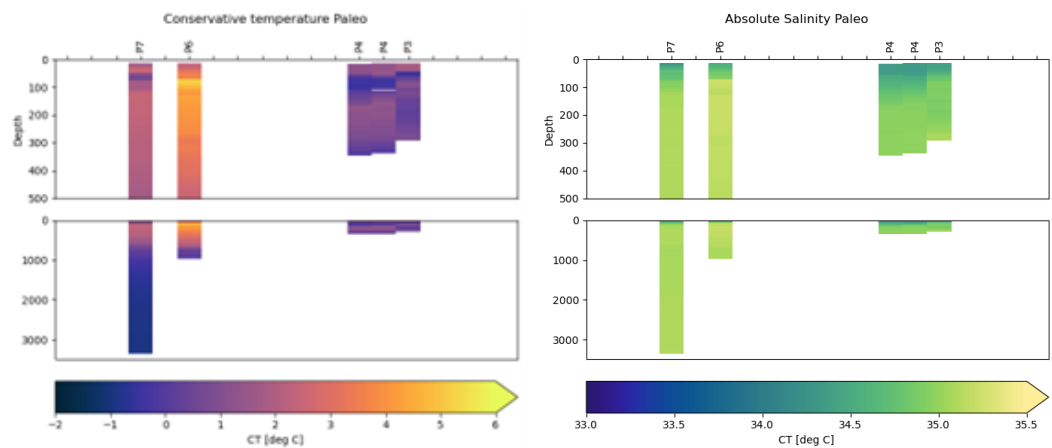 Conservative temperature Paleo
P7 P6 P4 P4 P3
0
100
200
300
400
500
Depth
0
1000
2000
3000
−2 −1 0 1 2 3 4 5 6
CT [deg C]
Absolute Salinity Paleo
P7 P6 P4 P4 P3
0
100
200
300
400
500
Depth
0
1000
2000
3000
33.0 33.5 34.0 34.5 35.0 35.5
CT [deg C]